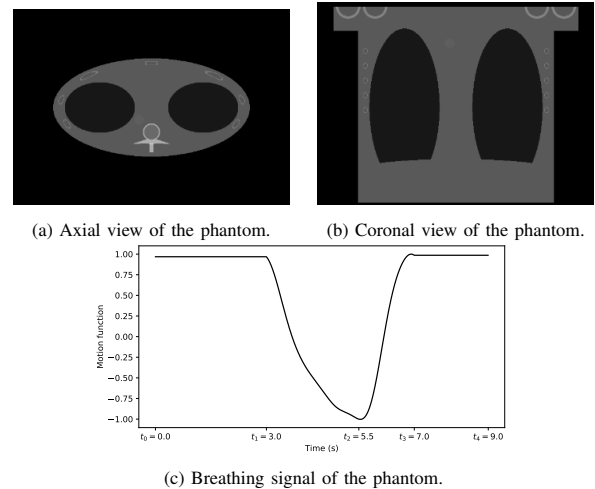 (a) Axial view of the phantom.
(b) Coronal view of the phantom.
1.00
0.75
0.50
0.25
0.00
−0.25
−0.50
−0.75
−1.00
Motion function
t₀ = 0.0
t₁ = 3.0
t₂ = 5.5
t₃ = 7.0
t₄ = 9.0
Time (s)
(c) Breathing signal of the phantom.